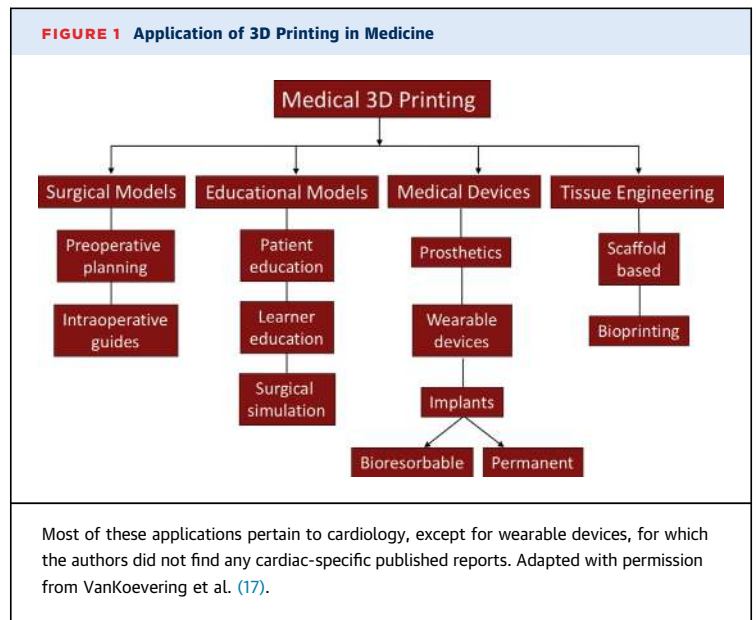 FIGURE 1 Application of 3D Printing in Medicine
Medical 3D Printing
Surgical Models
Educational Models
Medical Devices
Tissue Engineering
Preoperative
planning
Intraoperative
guides
Patient
education
Learner
education
Surgical
simulation
Prosthetics
Wearable
devices
Implants
Bioresorbable
Permanent
Scaffold
based
Bioprinting
Most of these applications pertain to cardiology, except for wearable devices, for which
the authors did not find any cardiac-specific published reports. Adapted with permission
from VanKoevering et al. (17).